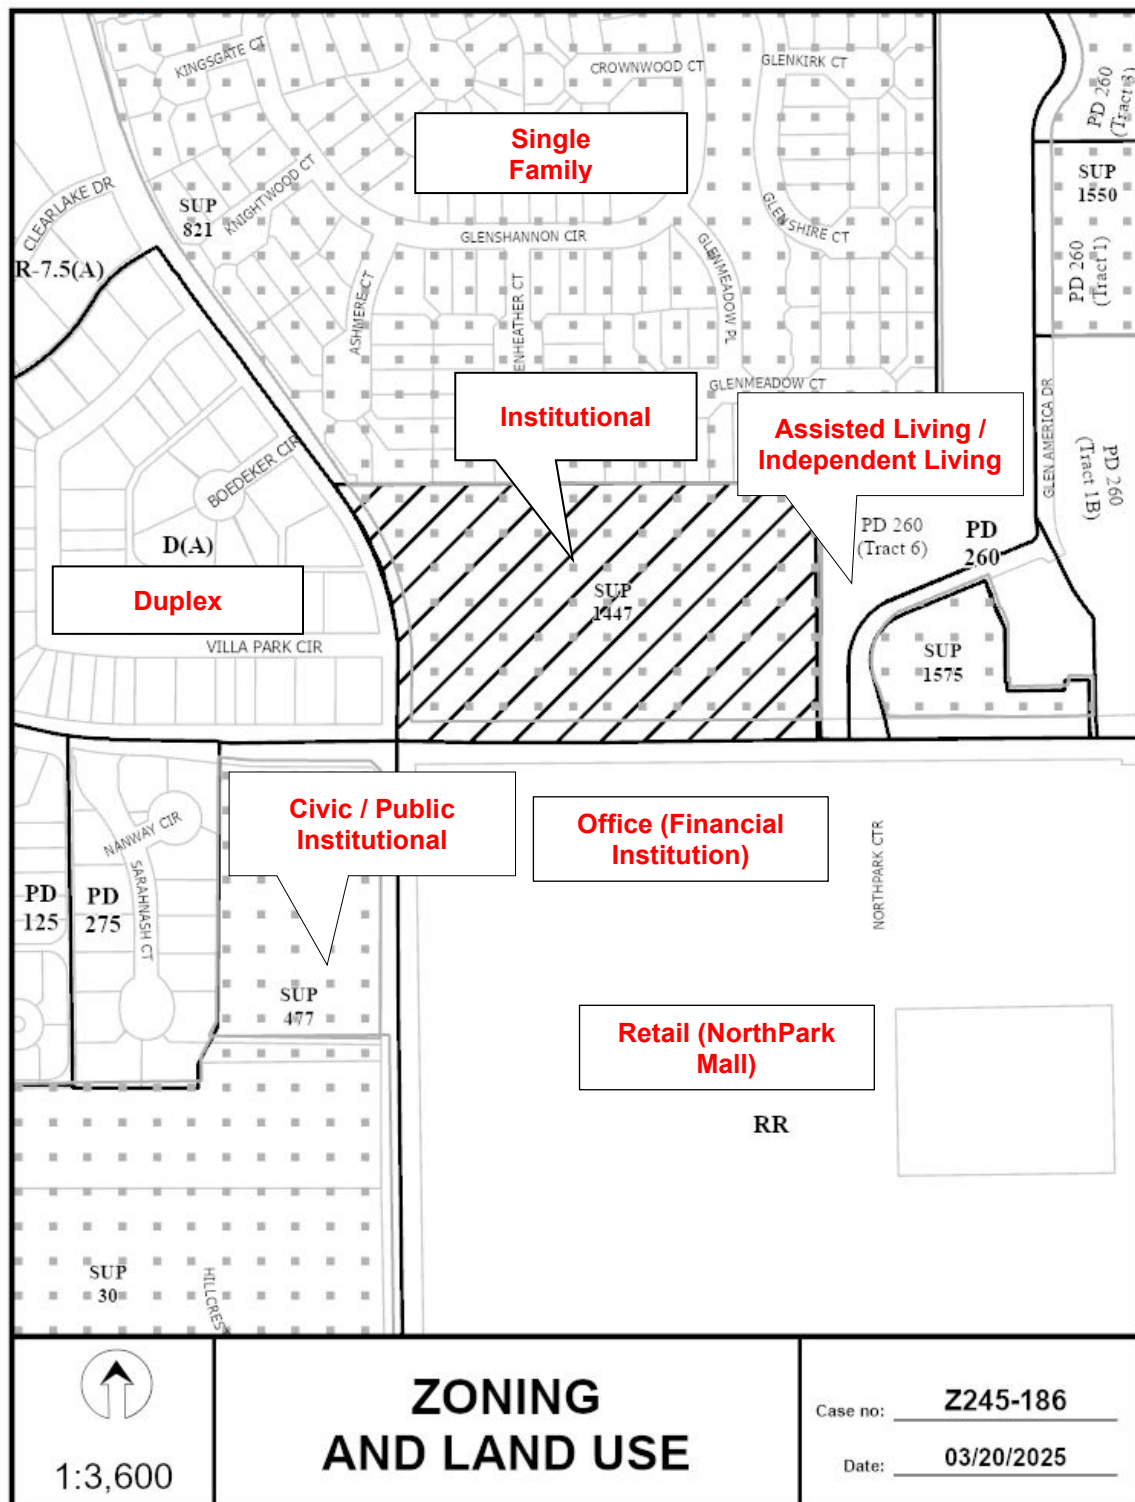 KINGSGATE CT
CROWNWOOD CT
GLENKIRK CT
PD 260
(Tract 3)
Single
Family
CLEARLAKE DR
SUP
821
KNIGHTWOOD CT
SUP
1550
GLENSHANNON CIR
GLENSHIRE CT
R-7.5(A)
PD 260
(Tract 1)
ASHMERE CT
ENHEATHER CT
GLENMEADOW PL
GLENMEADOW CT
Institutional
Assisted Living /
Independent Living
GLEN AMERICA DR
PD 260
(Tract 1B)
BOEDEKER CIR
D(A)
PD 260
(Tract 6)
PD
260
Duplex
SUP
1447
VILLA PARK CIR
SUP
1575
Civic / Public
Institutional
Office (Financial
Institution)
NANWAY CIR
SARAHNASH CT
NORTHPARK CTR
PD
125
PD
275
SUP
477
Retail (NorthPark
Mall)
RR
SUP
30
HILLCRES
1:3,600
ZONING
AND LAND USE
Case no: Z245-186
Date: 03/20/2025